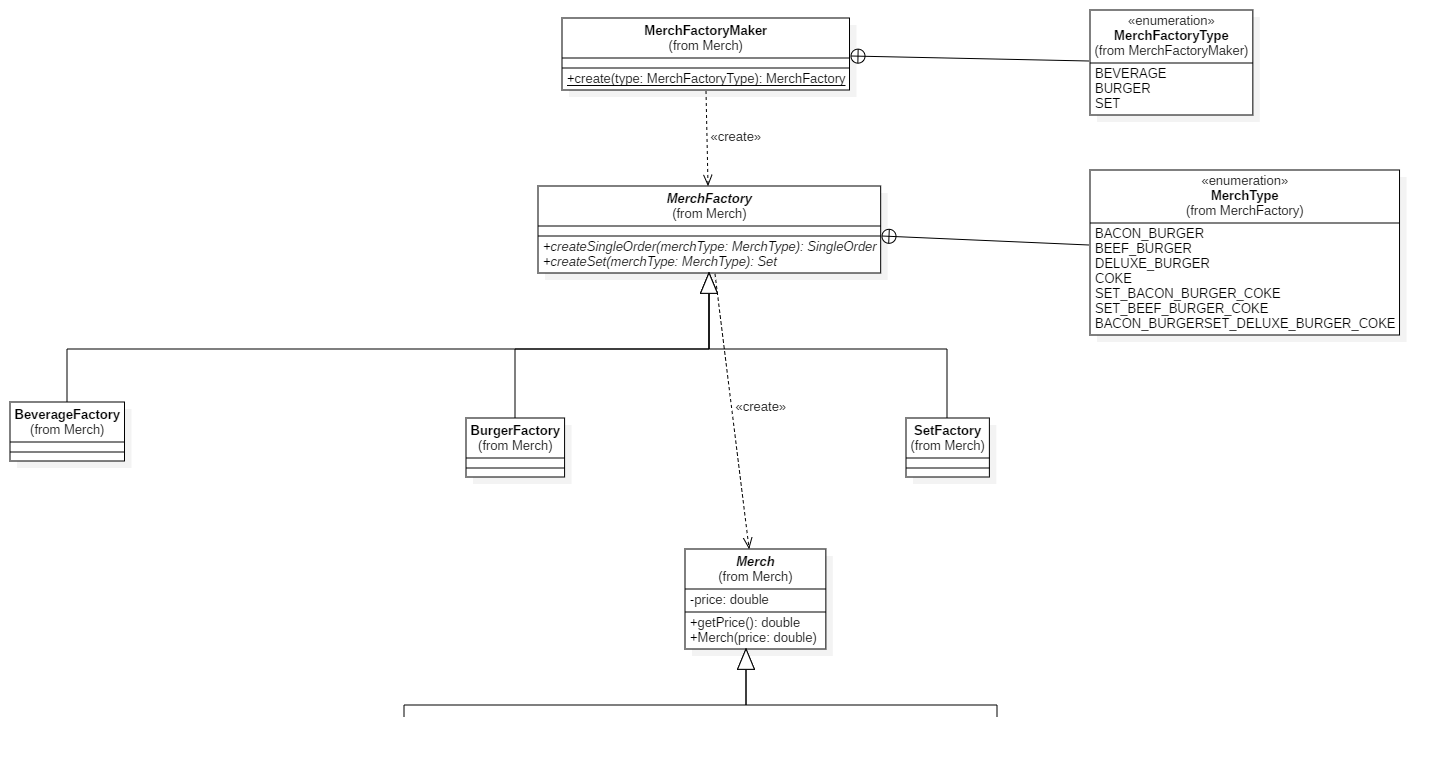 MerchFactoryMaker
(from Merch)
+create(type: MerchFactoryType): MerchFactory
«enumeration»
MerchFactoryType
(from MerchFactoryMaker)
BEVERAGE
BURGER
SET
«create»
MerchFactory
(from Merch)
+createSingleOrder(merchType: MerchType): SingleOrder
+createSet(merchType: MerchType): Set
«enumeration»
MerchType
(from MerchFactory)
BACON_BURGER
BEEF_BURGER
DELUXE_BURGER
COKE
SET_BACON_BURGER_COKE
SET_BEEF_BURGER_COKE
BACON_BURGERSET_DELUXE_BURGER_COKE
BeverageFactory
(from Merch)
BurgerFactory
(from Merch)
«create»
SetFactory
(from Merch)
Merch
(from Merch)
-price: double
+getPrice(): double
+Merch(price: double)